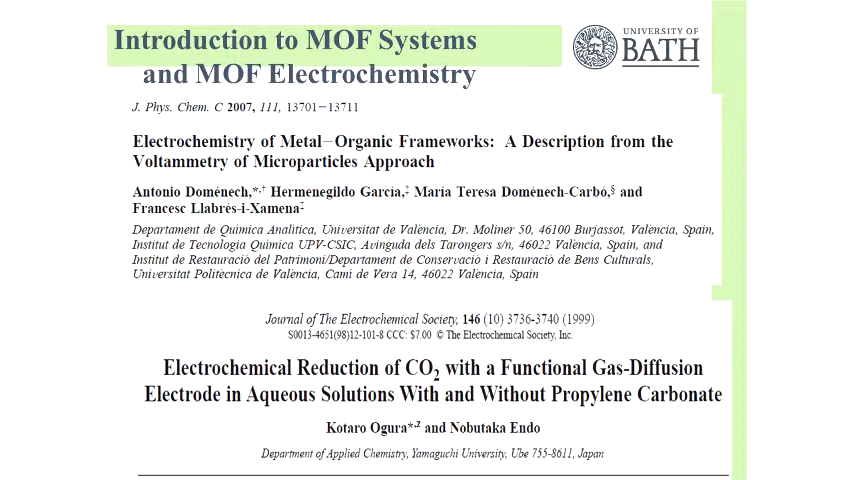 Introduction to MOF Systems
and MOF Electrochemistry
UNIVERSITY OF
BATH
J. Phys. Chem. C 2007, 111, 13701−13711
Electrochemistry of Metal−Organic Frameworks: A Description from the
Voltammetry of Microparticles Approach
Antonio Doménech,*,† Hermenegildo García,‡ María Teresa Doménech-Carbó,§ and
Francesc Llabrés-i-Xamena‡
Departament de Química Analítica, Universitat de València, Dr. Moliner 50, 46100 Burjassot, València, Spain,
Institut de Tecnología Química UPV-CSIC, Avinguda dels Tarongers s/n, 46022 València, Spain, and
Institut de Restauració del Patrimoni/Departament de Conservació i Restauració de Bens Culturals,
Universitat Politècnica de València, Camì de Vera 14, 46022 València, Spain
Journal of The Electrochemical Society, 146 (10) 3736-3740 (1999)
S0013-4651(98)12-101-8 CCC: $7.00 © The Electrochemical Society, Inc.
Electrochemical Reduction of CO₂ with a Functional Gas-Diffusion
Electrode in Aqueous Solutions With and Without Propylene Carbonate
Kotaro Ogura*,z and Nobutaka Endo
Department of Applied Chemistry, Yamaguchi University, Ube 755-8611, Japan